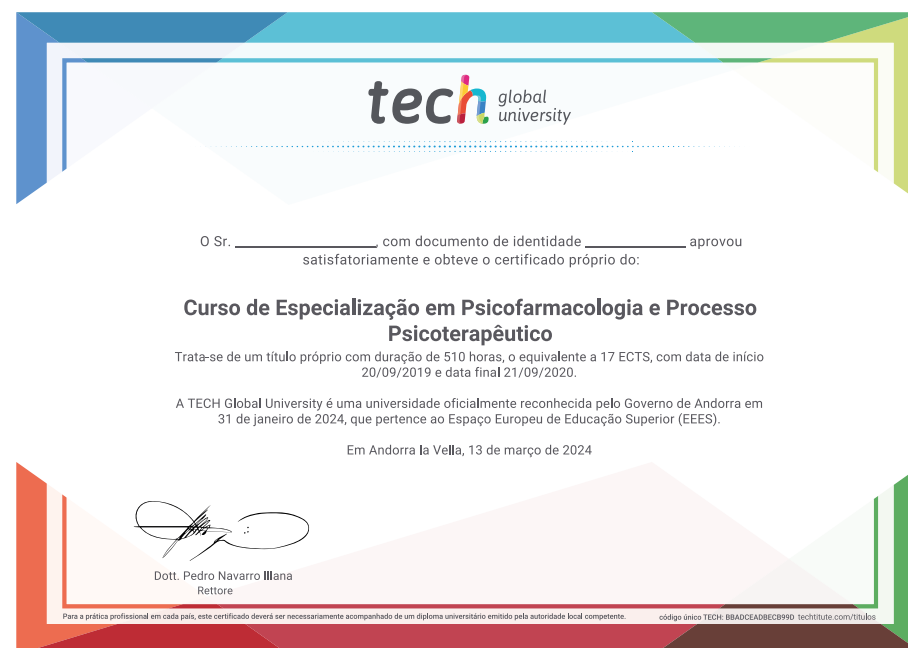 tech global university
O Sr. ____________, com documento de identidade ____________ aprovou
satisfatoriamente e obteve o certificado próprio do:
Curso de Especialização em Psicofarmacologia e Processo
Psicoterapêutico
Trata-se de um título próprio com duração de 510 horas, o equivalente a 17 ECTS, com data de início
20/09/2019 e data final 21/09/2020.
A TECH Global University é uma universidade oficialmente reconhecida pelo Governo de Andorra em
31 de janeiro de 2024, que pertence ao Espaço Europeu de Educação Superior (EEES).
Em Andorra la Vella, 13 de março de 2024
Dott. Pedro Navarro Illana
Rettore
Para a prática profissional em cada país, este certificado deverá ser necessariamente acompanhado de um diploma universitário emitido pela autoridade local competente.
código único TECH: BBADCEADBECB99D techtitute.com/titulos